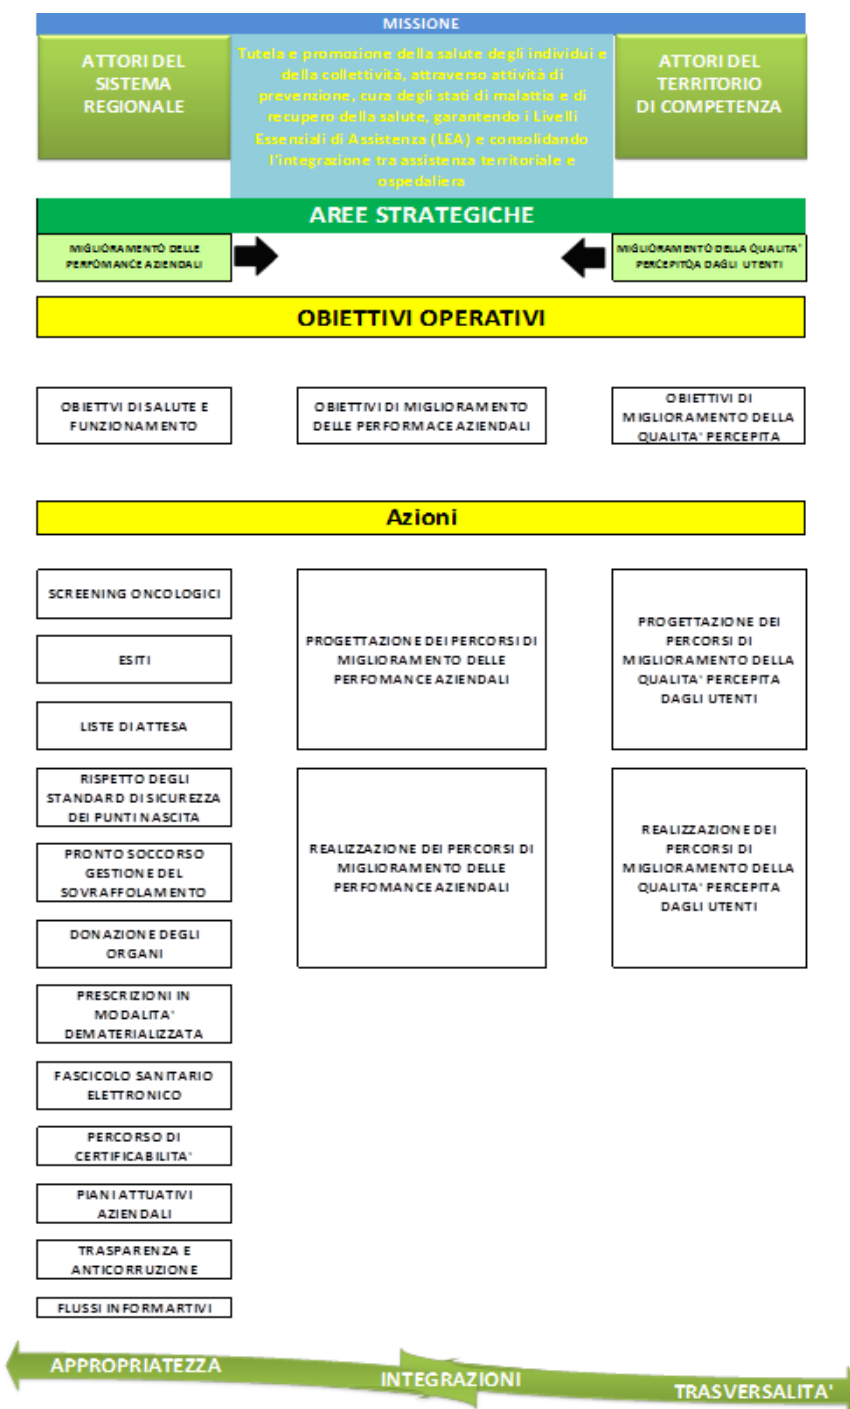 MISSIONE
ATTORI DEL
SISTEMA
REGIONALE
Tutela e promozione della salute degli individui e
della collettività, attraverso attività di
prevenzione, cura degli stati di malattia e di
recupero della salute, garantendo i Livelli
Essenziali di Assistenza (LEA) e consolidando
l'integrazione tra assistenza territoriale e
ospedaliera
ATTORI DEL
TERRITORIO
DI COMPETENZA
AREE STRATEGICHE
MIGLIORAMENTO DELLE
PERFOMANCE AZIENDALI
MIGLIORAMENTO DELLA QUALITA'
PERCEPITQA DAGLI UTENTI
OBIETTIVI OPERATIVI
OBIETTVI DI SALUTE E
FUNZIONAMENTO
OBIETTIVI DI MIGLIORAMENTO
DELLE PERFORMACE AZIENDALI
OBIETTIVI DI
MIGLIORAMENTO DELLA
QUALITA' PERCEPITA
Azioni
SCREENING ONCOLOGICI
ESITI
LISTE DI ATTESA
RISPETTO DEGLI
STANDARD DI SICUREZZA
DEI PUNTI NASCITA
PRONTO SOCCORSO
GESTIONE DEL
SOVRAFFOLAMENTO
DONAZIONE DEGLI
ORGANI
PRESCRIZIONI IN
MODALITA'
DEMATERIALIZZATA
FASCICOLO SANITARIO
ELETTRONICO
PERCORSO DI
CERTIFICABILITA'
PIANI ATTUATIVI
AZIENDALI
TRASPARENZA E
ANTICORRUZIONE
FLUSSI INFORMARTIVI
PROGETTAZIONE DEI PERCORSI DI
MIGLIORAMENTO DELLE
PERFOMANCE AZIENDALI
REALIZZAZIONE DEI PERCORSI DI
MIGLIORAMENTO DELLE
PERFOMANCE AZIENDALI
PROGETTAZIONE DEI
PERCORSI DI
MIGLIORAMENTO DELLA
QUALITA' PERCEPITA
DAGLI UTENTI
REALIZZAZIONE DEI
PERCORSI DI
MIGLIORAMENTO DELLA
QUALITA' PERCEPITA
DAGLI UTENTI
APPROPRIATEZZA
INTEGRAZIONI
TRASVERSALITA'